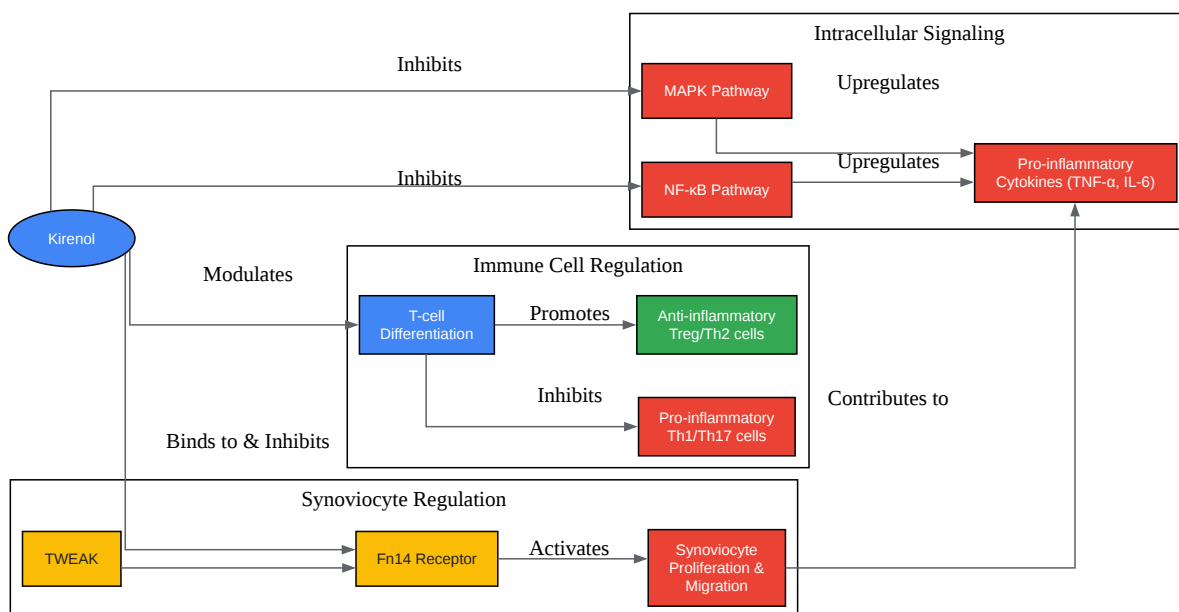 Intracellular Signaling
Inhibits
MAPK Pathway
Upregulates
Inhibits
NF-κB Pathway
Upregulates
Pro-inflammatory
Cytokines (TNF-α, IL-6)
Kirenol
Modulates
Immune Cell Regulation
T-cell
Differentiation
Promotes
Anti-inflammatory
Treg/Th2 cells
Inhibits
Pro-inflammatory
Th1/Th17 cells
Contributes to
Binds to & Inhibits
Synoviocyte Regulation
TWEAK
Fn14 Receptor
Activates
Synoviocyte
Proliferation &
Migration